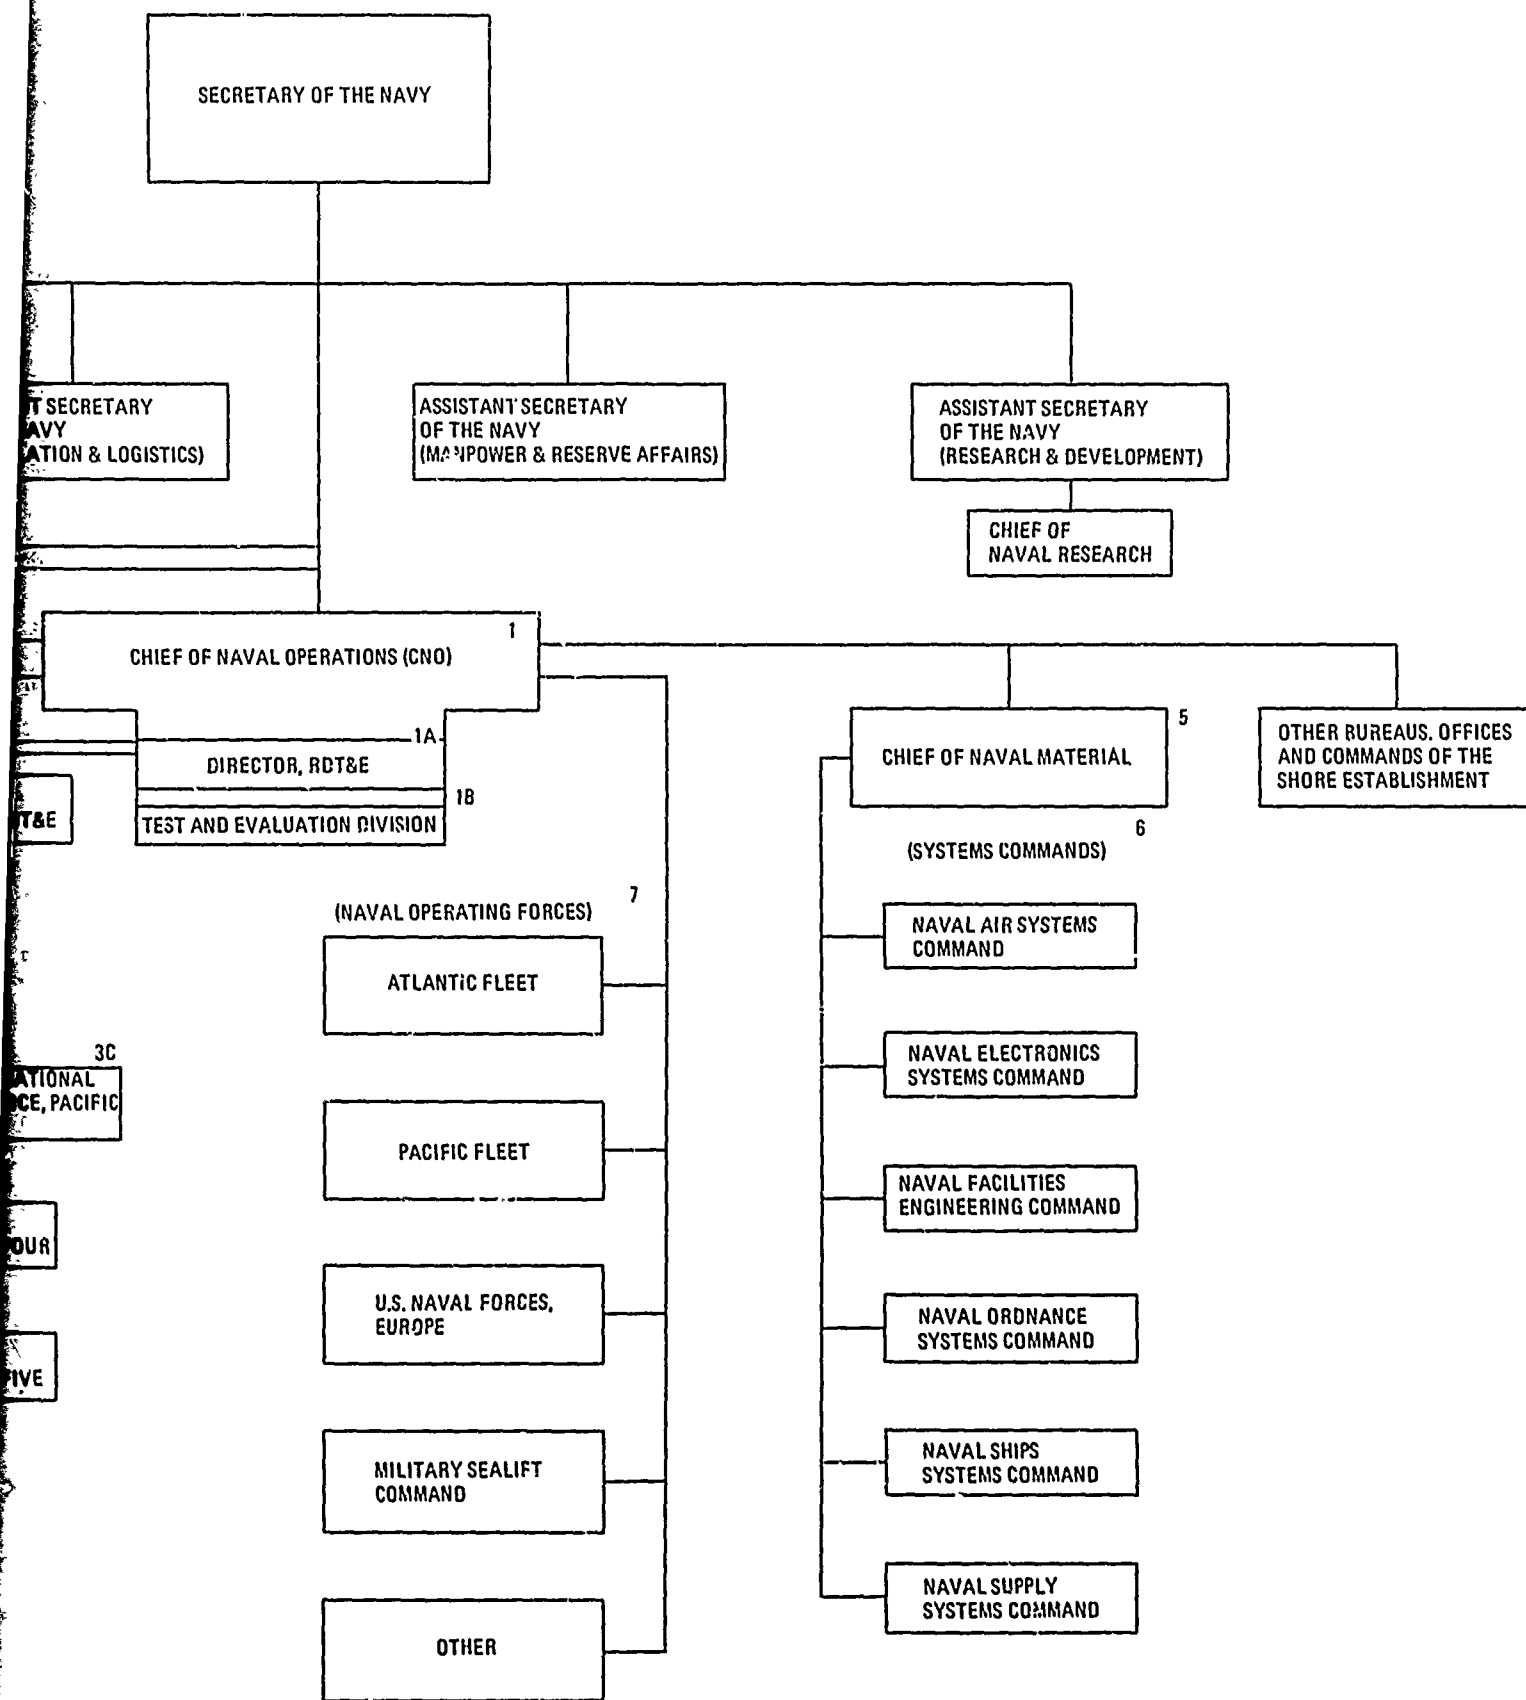 SECRETARY OF THE NAVY
T SECRETARY
AVY
ATION & LOGISTICS)
ASSISTANT SECRETARY
OF THE NAVY
(MANPOWER & RESERVE AFFAIRS)
ASSISTANT SECRETARY
OF THE NAVY
(RESEARCH & DEVELOPMENT)
CHIEF OF
NAVAL RESEARCH
1
CHIEF OF NAVAL OPERATIONS (CNO)
1A
DIRECTOR, RDT&E
1B
TEST AND EVALUATION DIVISION
T&E
5
CHIEF OF NAVAL MATERIAL
OTHER BUREAUS, OFFICES
AND COMMANDS OF THE
SHORE ESTABLISHMENT
6
(SYSTEMS COMMANDS)
7
(NAVAL OPERATING FORCES)
ATLANTIC FLEET
PACIFIC FLEET
U.S. NAVAL FORCES,
EUROPE
MILITARY SEALIFT
COMMAND
OTHER
NAVAL AIR SYSTEMS
COMMAND
NAVAL ELECTRONICS
SYSTEMS COMMAND
NAVAL FACILITIES
ENGINEERING COMMAND
NAVAL ORDNANCE
SYSTEMS COMMAND
NAVAL SHIPS
SYSTEMS COMMAND
NAVAL SUPPLY
SYSTEMS COMMAND
3C
ATIONAL
CE, PACIFIC
OUR
IVE